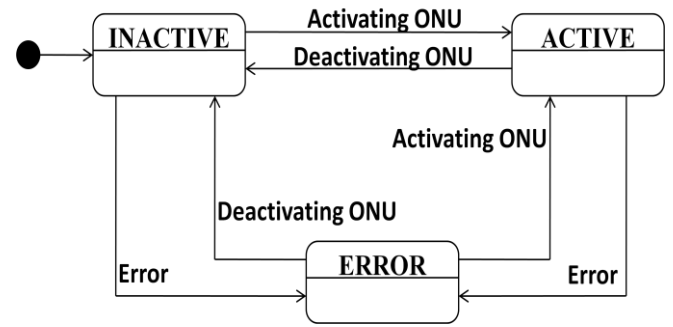 Activating ONU
INACTIVE
ACTIVE
Deactivating ONU
Activating ONU
Deactivating ONU
ERROR
Error
Error